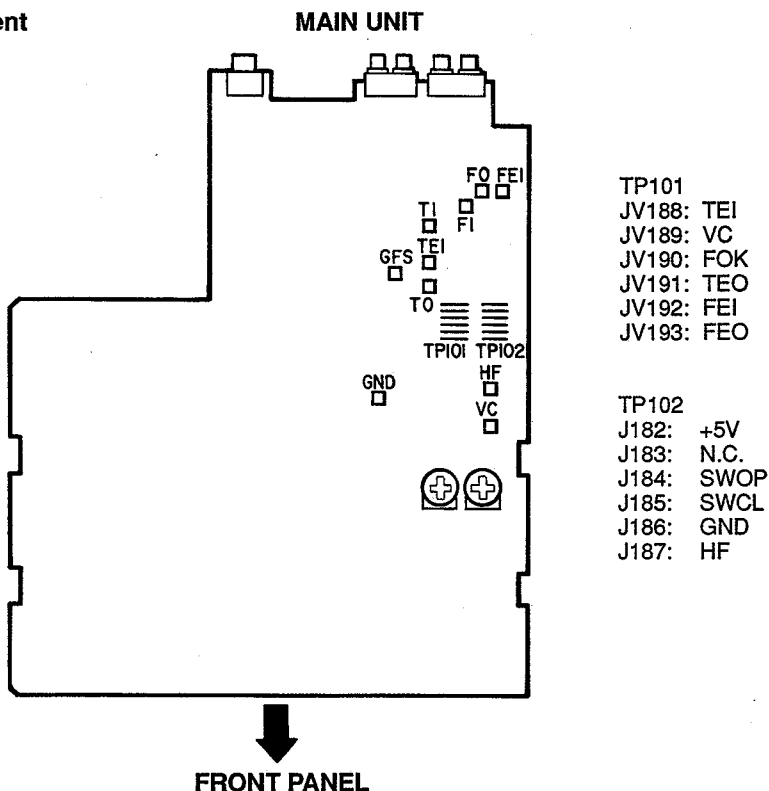 ent
MAIN UNIT
FO FEI
FI
TI
TEI
GFS
TO
TP101 TP102
HF
GND
VC
TP101
JV188: TEI
JV189: VC
JV190: FOK
JV191: TEO
JV192: FEI
JV193: FEO
TP102
J182: +5V
J183: N.C.
J184: SWOP
J185: SWCL
J186: GND
J187: HF
FRONT PANEL